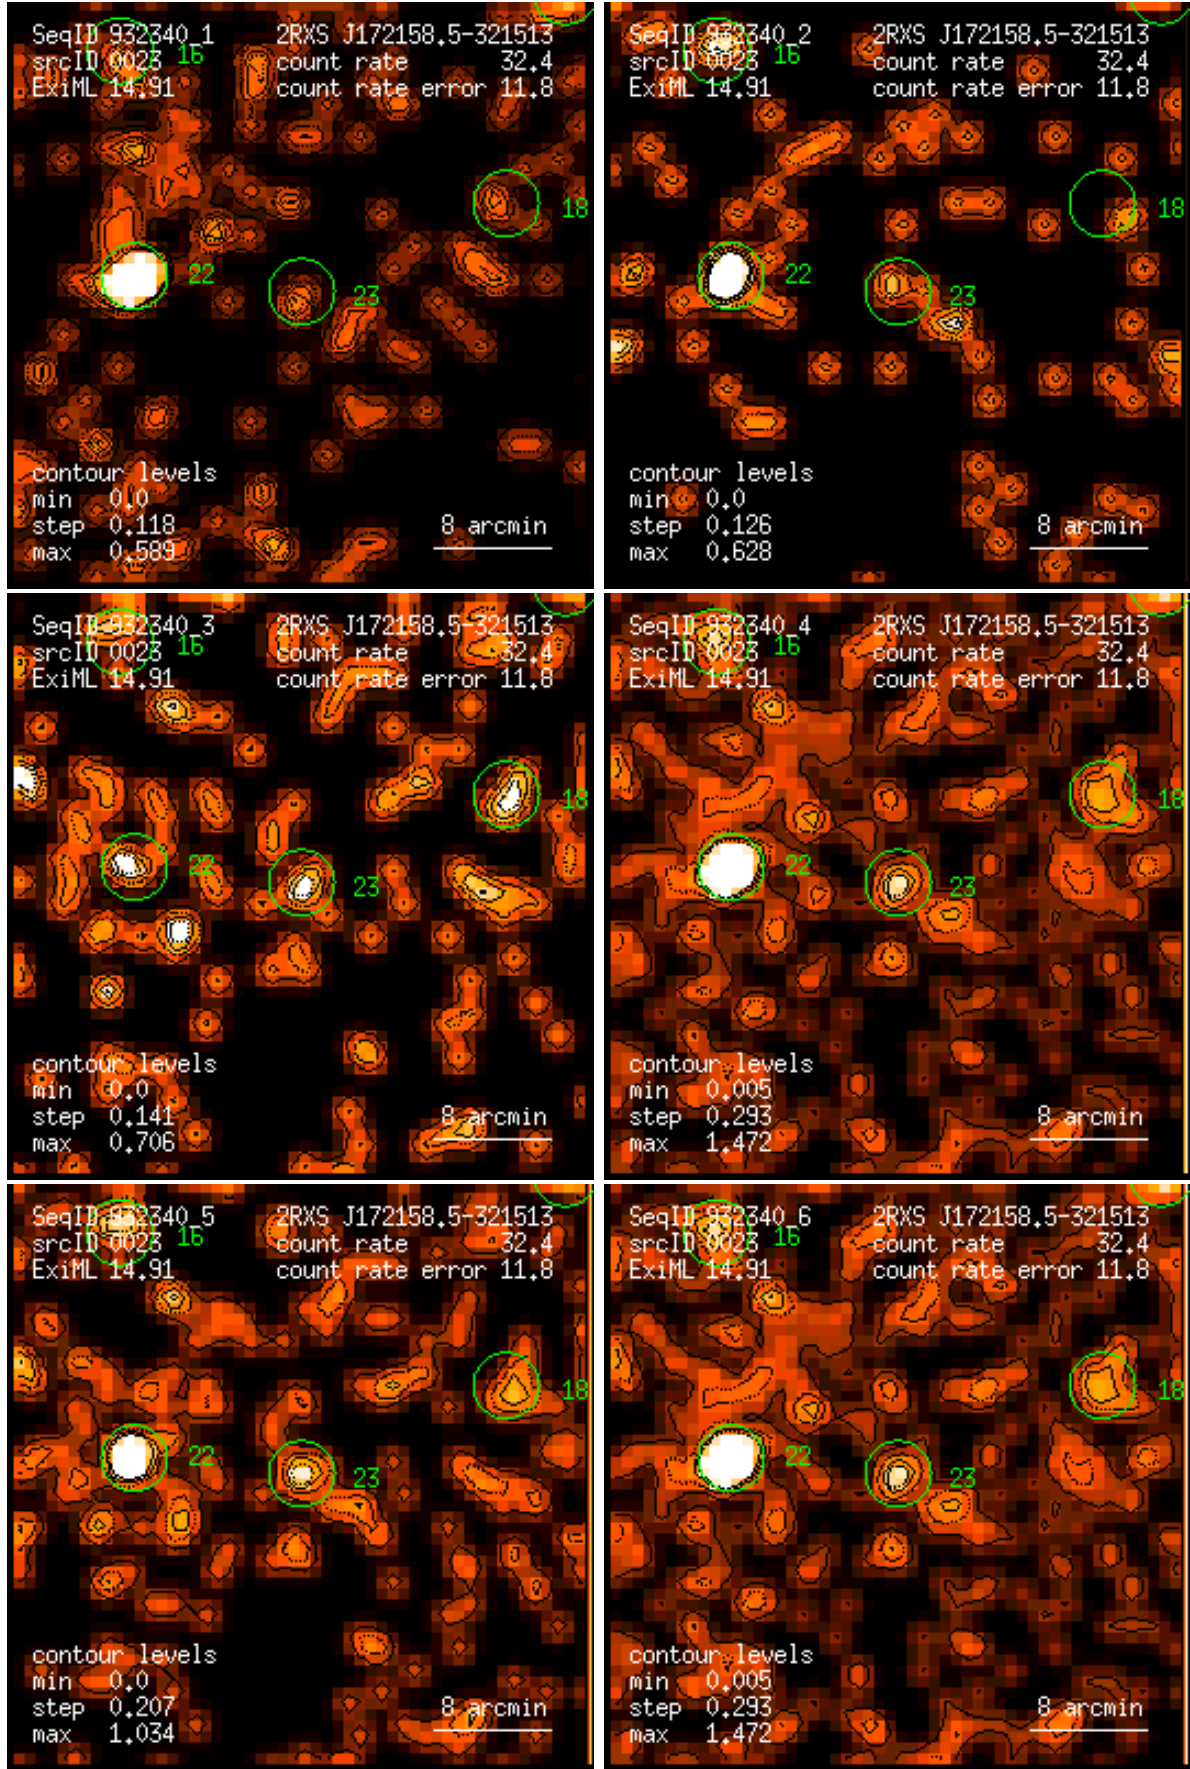 SeqID 932340_1 2RXS J172158.5-321513
srcID 0023 16 count rate 32.4
ExiML 14.91 count rate error 11.8
18
22
23
contour levels
min 0.0
step 0.118 8 arcmin
max 0.589
SeqID 932340_2 2RXS J172158.5-321513
srcID 0023 16 count rate 32.4
ExiML 14.91 count rate error 11.8
18
22
23
contour levels
min 0.0
step 0.126 8 arcmin
max 0.628
SeqID 932340_3 2RXS J172158.5-321513
srcID 0023 16 count rate 32.4
ExiML 14.91 count rate error 11.8
18
22
23
contour levels
min 0.0
step 0.141 8 arcmin
max 0.706
SeqID 932340_4 2RXS J172158.5-321513
srcID 0023 16 count rate 32.4
ExiML 14.91 count rate error 11.8
18
22
23
contour levels
min 0.005
step 0.293 8 arcmin
max 1.472
SeqID 932340_5 2RXS J172158.5-321513
srcID 0023 16 count rate 32.4
ExiML 14.91 count rate error 11.8
18
22
23
contour levels
min 0.0
step 0.207 8 arcmin
max 1.034
SeqID 932340_6 2RXS J172158.5-321513
srcID 0023 16 count rate 32.4
ExiML 14.91 count rate error 11.8
18
22
23
contour levels
min 0.005
step 0.293 8 arcmin
max 1.472